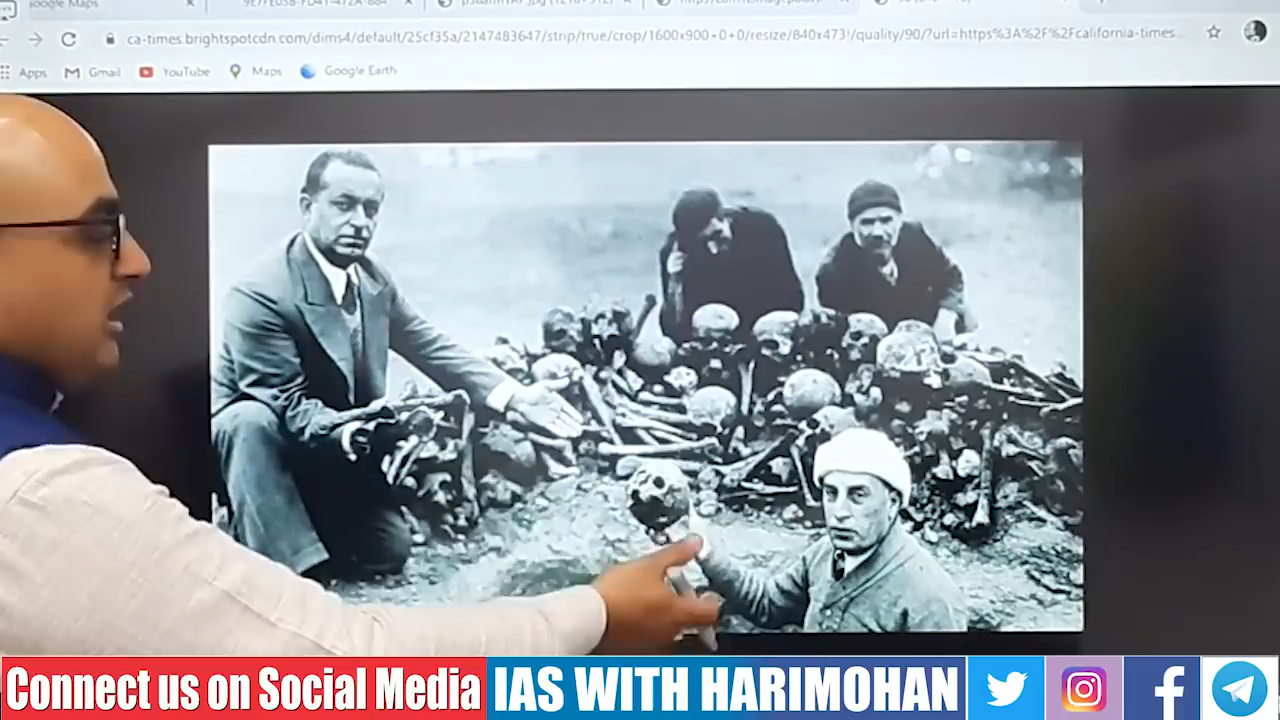 Google Maps
ca-times.brightspotcdn.com/dims4/default/25cf35a/2147483647/strip/true/crop/1600x900+0+0/resize/840x473!/quality/90/?url=https%3A%2F%2Fcalifornia-times...
Apps Gmail YouTube Maps Google Earth
Connect us on Social Media IAS WITH HARIMOHAN